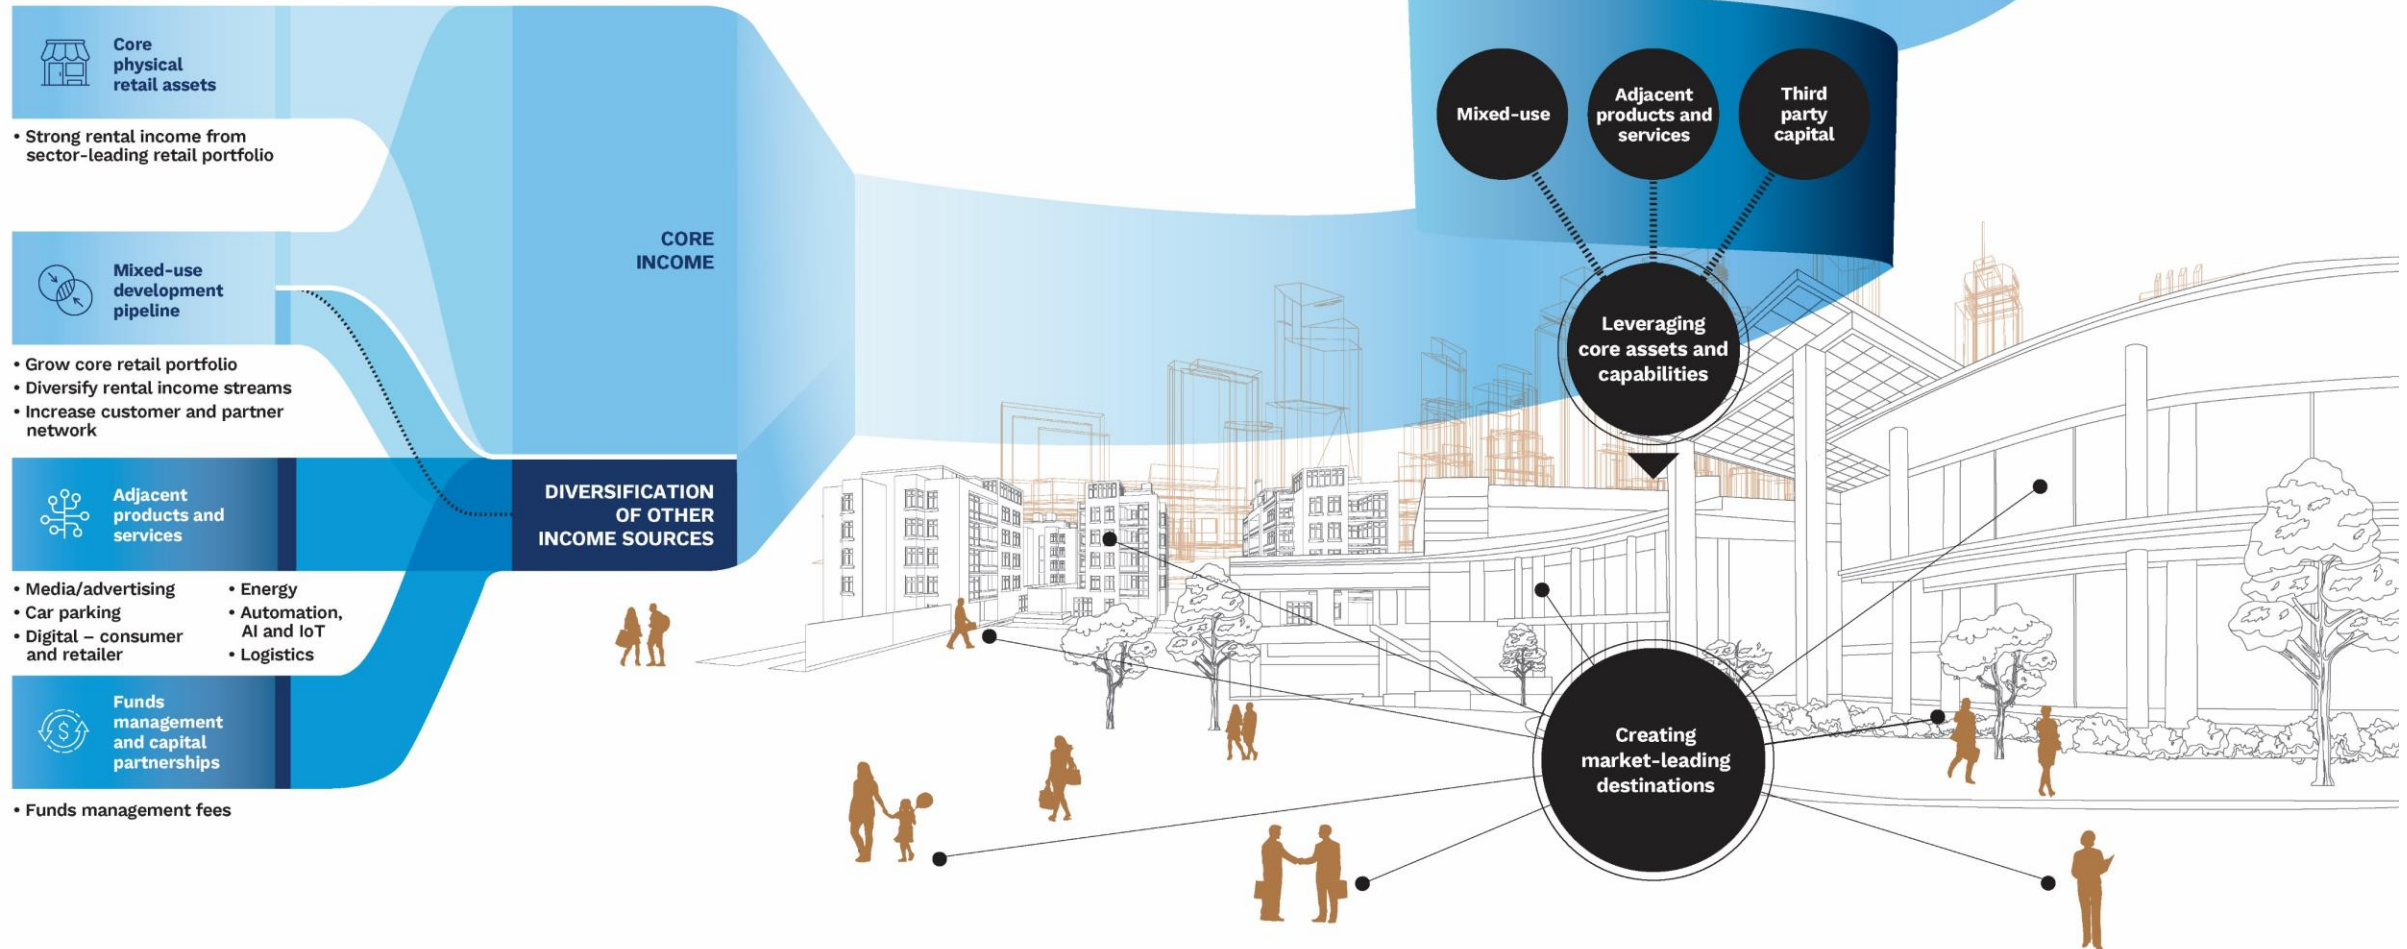 Core
physical
retail assets
• Strong rental income from
sector-leading retail portfolio
Mixed-use
development
pipeline
• Grow core retail portfolio
• Diversify rental income streams
• Increase customer and partner
network
Adjacent
products and
services
• Media/advertising
• Car parking
• Digital – consumer
and retailer
• Energy
• Automation,
AI and IoT
• Logistics
Funds
management
and capital
partnerships
• Funds management fees
CORE
INCOME
DIVERSIFICATION
OF OTHER
INCOME SOURCES
Mixed-use
Adjacent
products and
services
Third
party
capital
Leveraging
core assets and
capabilities
Creating
market-leading
destinations